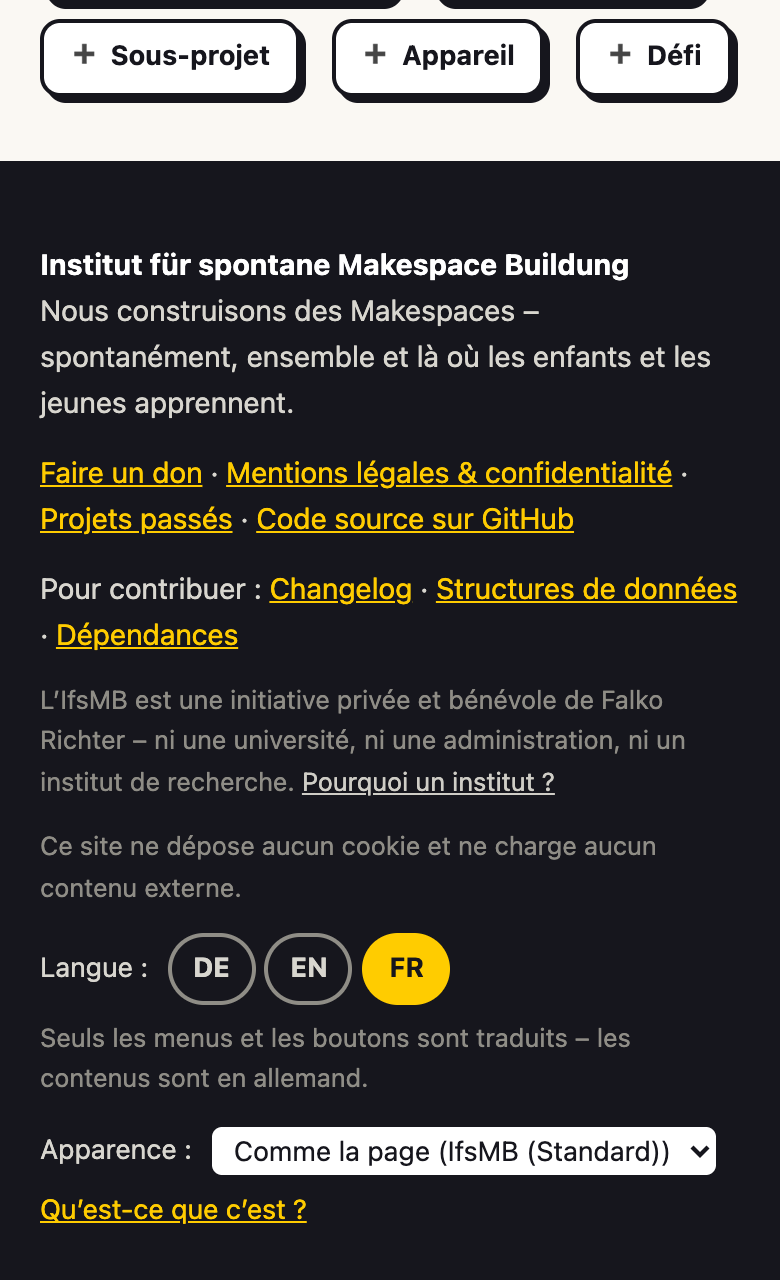 + Sous-projet
+ Appareil
+ Défi
Institut für spontane Makespace Buildung
Nous construisons des Makespaces –
spontanément, ensemble et là où les enfants et les
jeunes apprennent.
Faire un don · Mentions légales & confidentialité ·
Projets passés · Code source sur GitHub
Pour contribuer : Changelog · Structures de données
· Dépendances
L’IfsMB est une initiative privée et bénévole de Falko
Richter – ni une université, ni une administration, ni un
institut de recherche. Pourquoi un institut ?
Ce site ne dépose aucun cookie et ne charge aucun
contenu externe.
Langue : DE EN FR
Seuls les menus et les boutons sont traduits – les
contenus sont en allemand.
Apparence : Comme la page (IfsMB (Standard))
Qu’est-ce que c’est ?